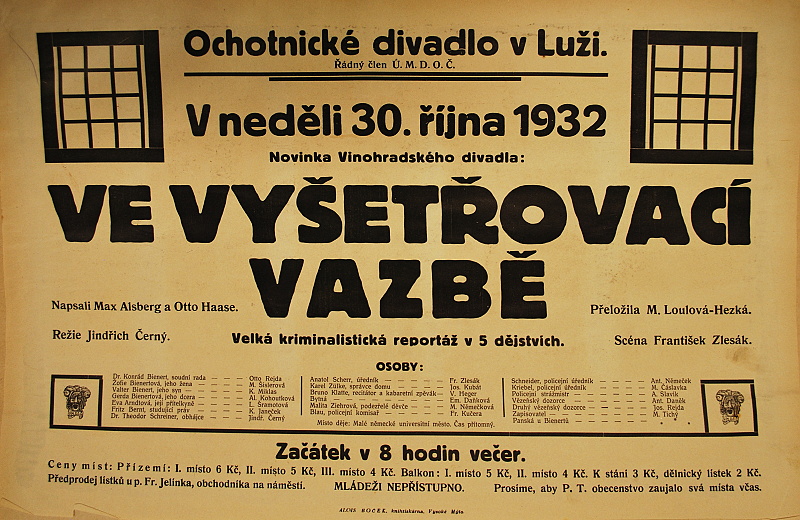 Ochotnické divadlo v Luži.
Řádný člen Ú. M. D. O. Č.
V neděli 30. října 1932
Novinka Vinohradského divadla:
VE VYŠETŘOVACÍ
VAZBĚ
Napsali Max Alsberg a Otto Haase.
Přeložila M. Loulová-Hezká.
Režie Jindřich Černý.
Velká kriminalistická reportáž v 5 dějstvích.
Scéna František Zlesák.
OSOBY:
Dr. Konrád Bienert, soudní rada — Otto Rejda
Žofie Bienertová, jeho žena — M. Šiklerová
Valter Bienert, jeho syn — K. Miklas
Gerda Bienertová, jeho dcera — Al. Kohoutková
Eva Arndtová, její přítelkyně — L. Šramotová
Fritz Bernt, studující práv — K. Janeček
Dr. Theodor Schreiner, obhájce — Jindř. Černý
Anatol Scherr, úředník — Fr. Zlesák
Karel Zülke, správce domu — Jos. Kubát
Bruno Klatte, recitátor a kabaretní zpěvák — V. Heger
Byrná — Em. Daňková
Malita Ziehrová, podezřelé děvče — M. Němečková
Blau, policejní komisař — Fr. Kučera
Schneider, policejní úředník — Ant. Němeček
Kriebel, policejní úředník — M. Čáslavka
Policejní strážmistr — A. Slavík
Vězeňský dozorce — Ant. Daněk
Druhý vězeňský dozorce — Jos. Rejda
Zapisovatel — M. Tichý
Panská u Bienertů — * * *
Místo děje: Malé německé universitní město. Čas přítomný.
Začátek v 8 hodin večer.
Ceny míst: Přízemí: I. místo 6 Kč, II. místo 5 Kč, III. místo 4 Kč. Balkon: I. místo 5 Kč, II. místo 4 Kč. K stání 3 Kč, dělnický lístek 2 Kč.
Předprodej lístků u p. Fr. Jelínka, obchodníka na náměstí. MLÁDEŽI NEPŘÍSTUPNO. Prosíme, aby P. T. obecenstvo zaujalo svá místa včas.
ALOIS BOČEK, knihtiskárna, Vysoké Mýto.